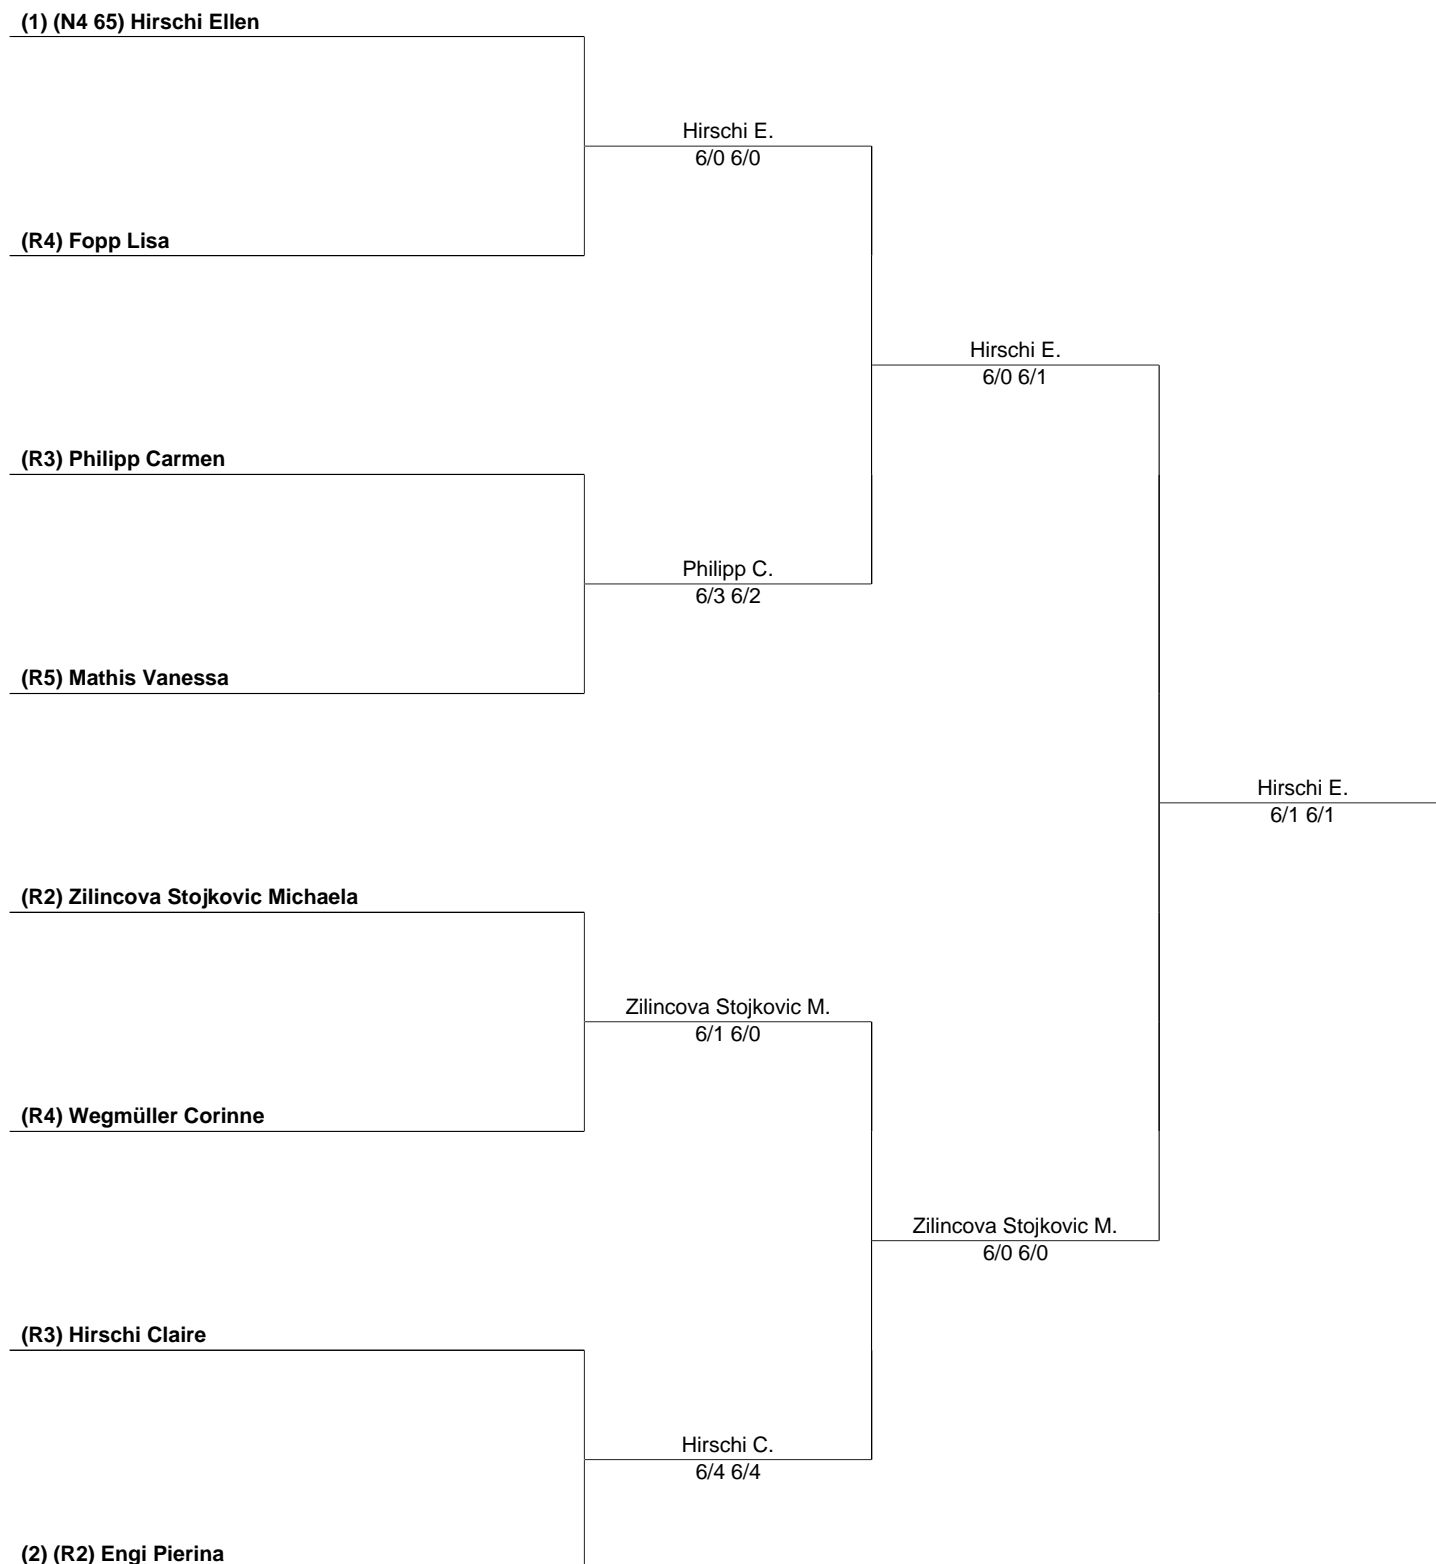 (1) (N4 65) Hirschi Ellen
Hirschi E.
6/0 6/0
(R4) Fopp Lisa
Hirschi E.
6/0 6/1
(R3) Philipp Carmen
Philipp C.
6/3 6/2
(R5) Mathis Vanessa
Hirschi E.
6/1 6/1
(R2) Zilincova Stojkovic Michaela
Zilincova Stojkovic M.
6/1 6/0
(R4) Wegmüller Corinne
Zilincova Stojkovic M.
6/0 6/0
(R3) Hirschi Claire
Hirschi C.
6/4 6/4
(2) (R2) Engi Pierina